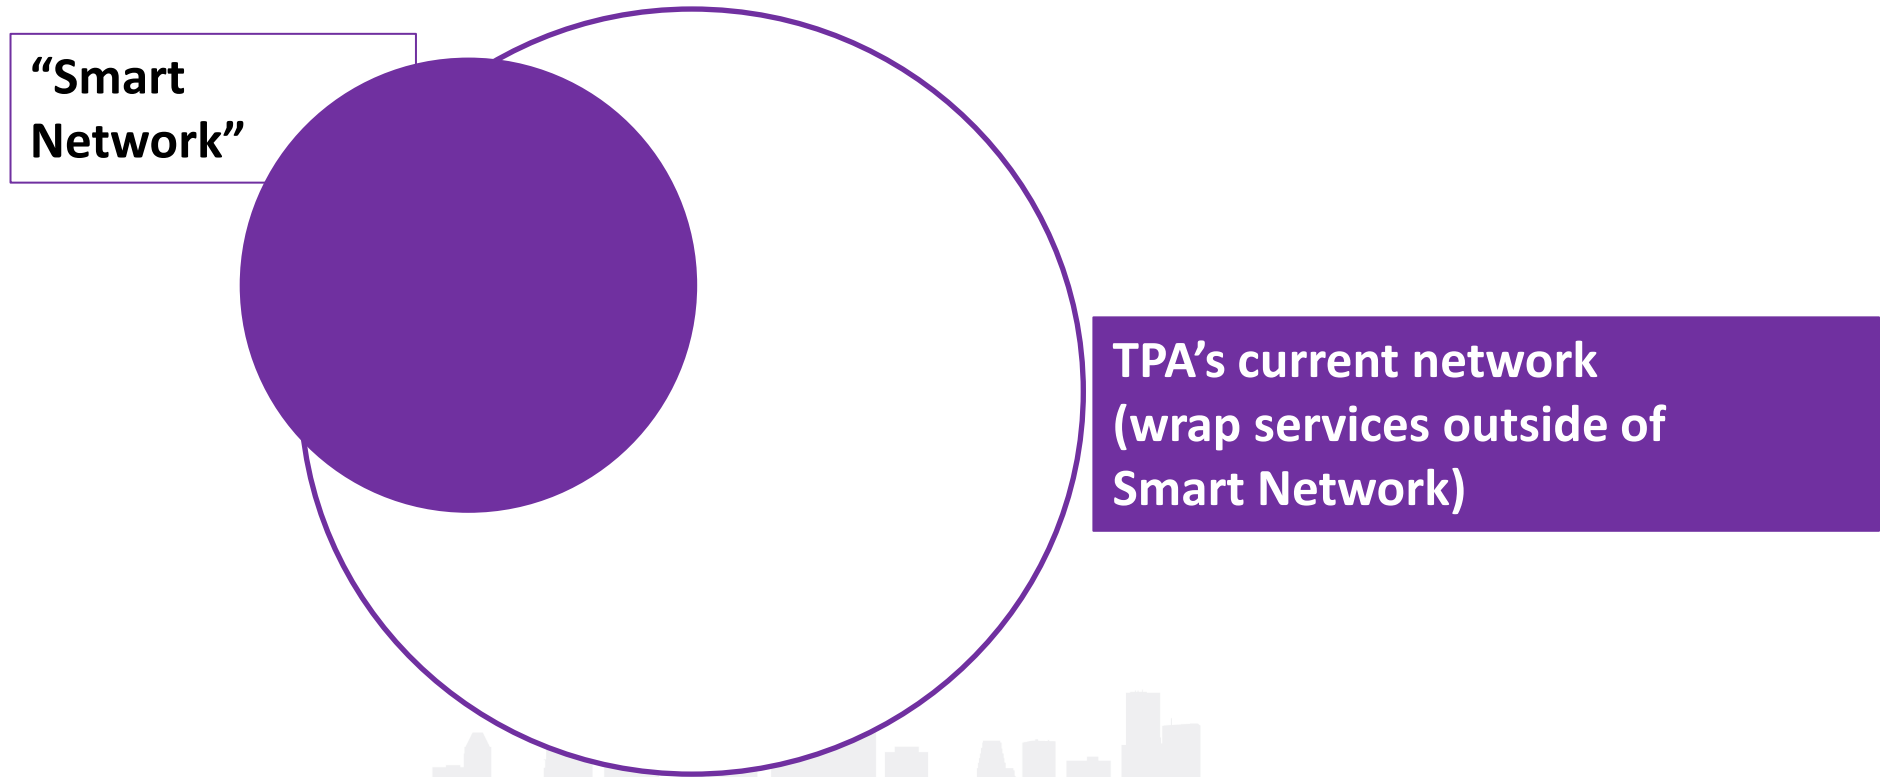 “Smart
Network”
TPA’s current network
(wrap services outside of
Smart Network)